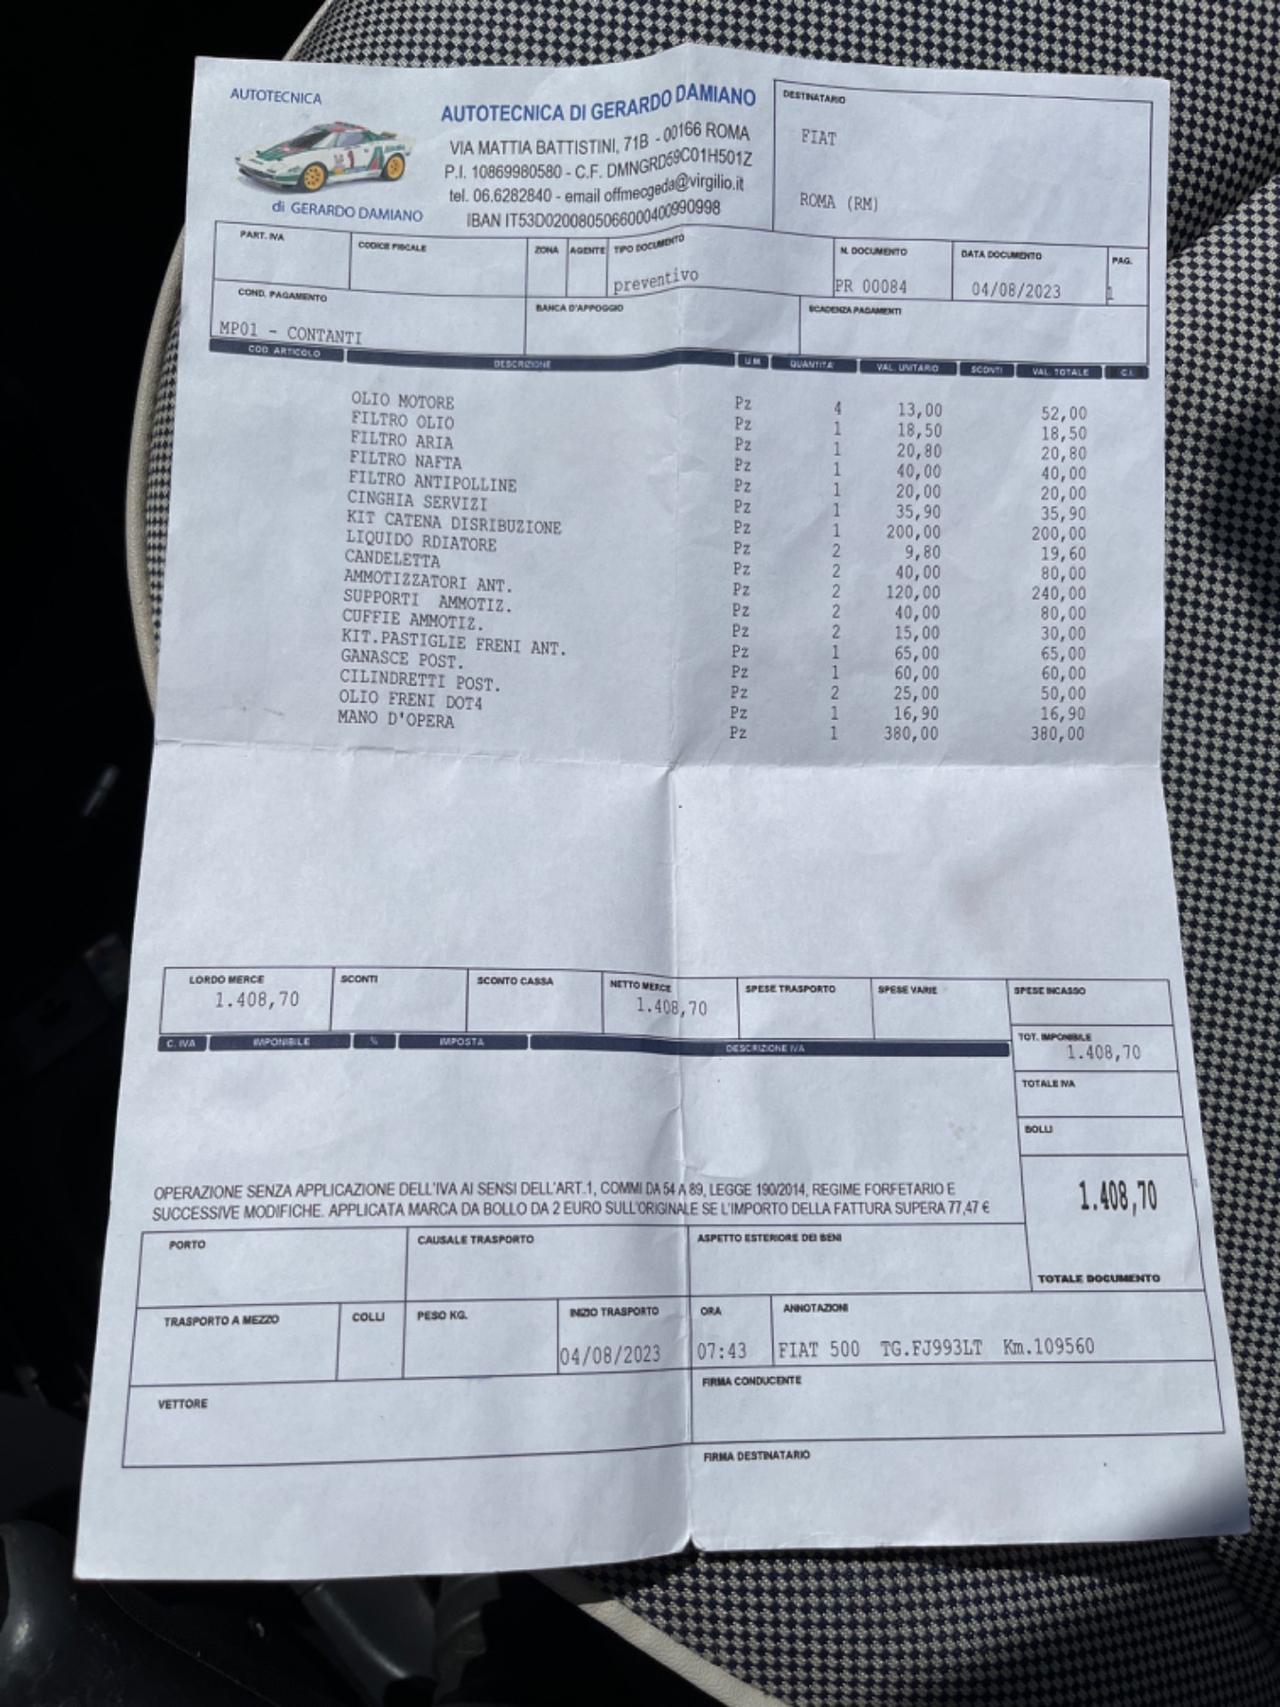 AUTOTECNICA
di GERARDO DAMIANO
AUTOTECNICA DI GERARDO DAMIANO
VIA MATTIA BATTISTINI, 71B - 00166 ROMA
P.I. 10869980580 - C.F. DMNGRD59C01H501Z
tel. 06.6282840 - email offmecgeda@virgilio.it
IBAN IT53D0200805066000400990998
DESTINATARIO
FIAT
ROMA (RM)
PART. IVA CODICE FISCALE ZONA AGENTE TIPO DOCUMENTO N. DOCUMENTO DATA DOCUMENTO PAG.
preventivo PR 00084 04/08/2023 1
COND. PAGAMENTO BANCA D'APPOGGIO SCADENZA PAGAMENTI
MP01 - CONTANTI
COD. ARTICOLO DESCRIZIONE U.M. QUANTITA' VAL. UNITARIO SCONTI VAL. TOTALE C.I.
OLIO MOTORE Pz 4 13,00 52,00
FILTRO OLIO Pz 1 18,50 18,50
FILTRO ARIA Pz 1 20,80 20,80
FILTRO NAFTA Pz 1 40,00 40,00
FILTRO ANTIPOLLINE Pz 1 20,00 20,00
CINGHIA SERVIZI Pz 1 35,90 35,90
KIT CATENA DISRIBUZIONE Pz 1 200,00 200,00
LIQUIDO RDIATORE Pz 2 9,80 19,60
CANDELETTA Pz 2 40,00 80,00
AMMOTIZZATORI ANT. Pz 2 120,00 240,00
SUPPORTI AMMOTIZ. Pz 2 40,00 80,00
CUFFIE AMMOTIZ. Pz 2 15,00 30,00
KIT.PASTIGLIE FRENI ANT. Pz 1 65,00 65,00
GANASCE POST. Pz 1 60,00 60,00
CILINDRETTI POST. Pz 2 25,00 50,00
OLIO FRENI DOT4 Pz 1 16,90 16,90
MANO D'OPERA Pz 1 380,00 380,00
LORDO MERCE SCONTI SCONTO CASSA NETTO MERCE SPESE TRASPORTO SPESE VARIE SPESE INCASSO
1.408,70 1.408,70
C. IVA IMPONIBILE % IMPOSTA DESCRIZIONE IVA
TOT. IMPONIBILE
1.408,70
TOTALE IVA
BOLLI
1.408,70
TOTALE DOCUMENTO
OPERAZIONE SENZA APPLICAZIONE DELL'IVA AI SENSI DELL'ART.1, COMMI DA 54 A 89, LEGGE 190/2014, REGIME FORFETARIO E
SUCCESSIVE MODIFICHE. APPLICATA MARCA DA BOLLO DA 2 EURO SULL'ORIGINALE SE L'IMPORTO DELLA FATTURA SUPERA 77,47 €
PORTO CAUSALE TRASPORTO ASPETTO ESTERIORE DEI BENI
TRASPORTO A MEZZO COLLI PESO KG. INIZIO TRASPORTO ORA ANNOTAZIONI
04/08/2023 07:43 FIAT 500 TG.FJ993LT Km.109560
VETTORE FIRMA CONDUCENTE
FIRMA DESTINATARIO